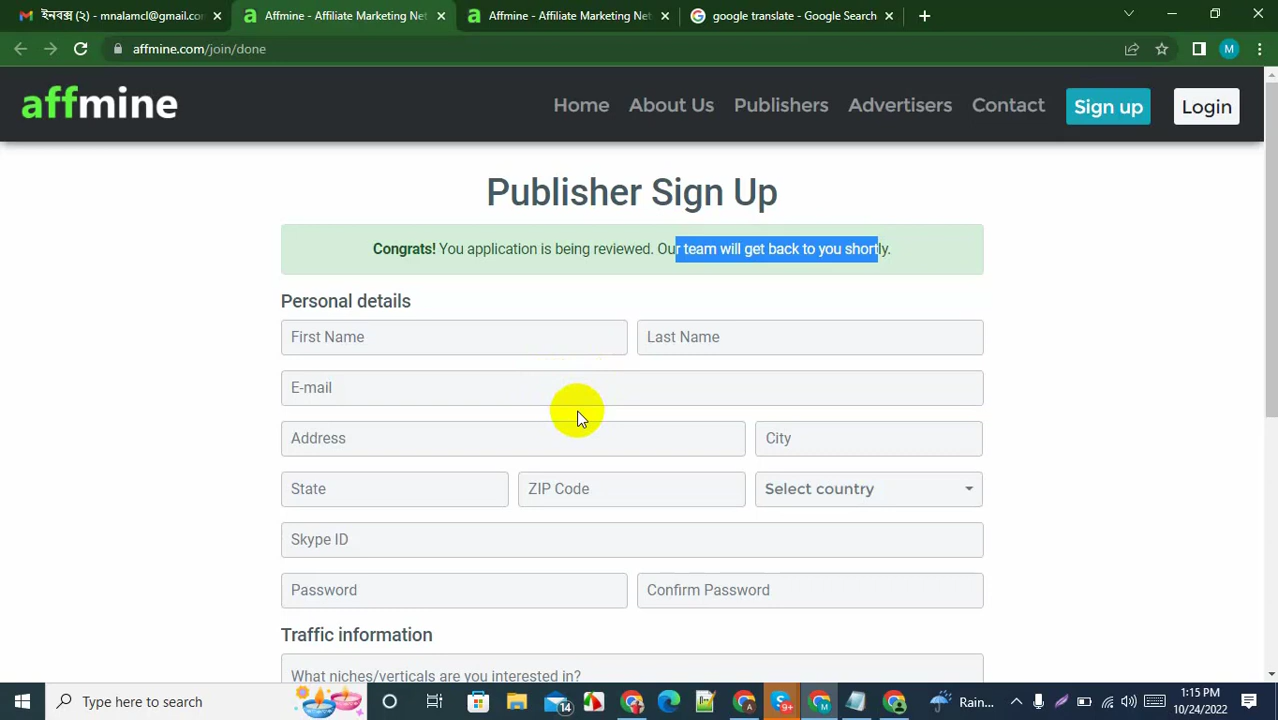 ইনবক্স (২) - mnalamcl@gmail.com
Affmine - Affiliate Marketing Net
Affmine - Affiliate Marketing Net
google translate - Google Search
affmine.com/join/done
M
affmine
Home
About Us
Publishers
Advertisers
Contact
Sign up
Login
Publisher Sign Up
Congrats! You application is being reviewed. Our team will get back to you shortly.
Personal details
First Name
Last Name
E-mail
Address
City
State
ZIP Code
Select country
Skype ID
Password
Confirm Password
Traffic information
What niches/verticals are you interested in?
Type here to search
14
A
9+
M
Rain...
1:15 PM
10/24/2022